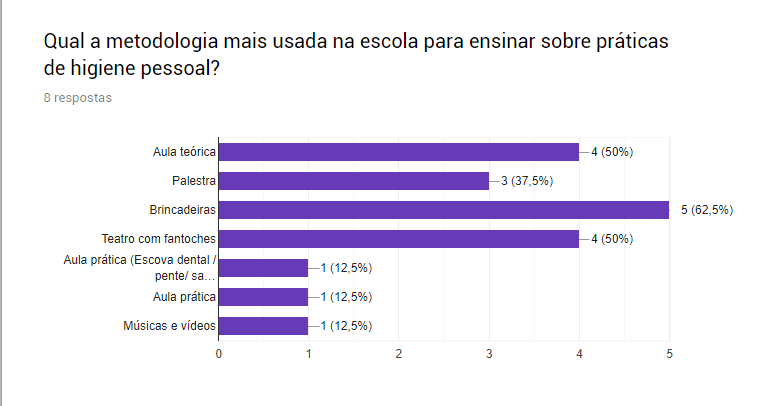 Qual a metodologia mais usada na escola para ensinar sobre práticas
de higiene pessoal?
8 respostas
Aula teórica 4 (50%)
Palestra 3 (37,5%)
Brincadeiras 5 (62,5%)
Teatro com fantoches 4 (50%)
Aula prática (Escova dental /
pente/ sa… 1 (12,5%)
Aula prática 1 (12,5%)
Músicas e vídeos 1 (12,5%)
0 1 2 3 4 5